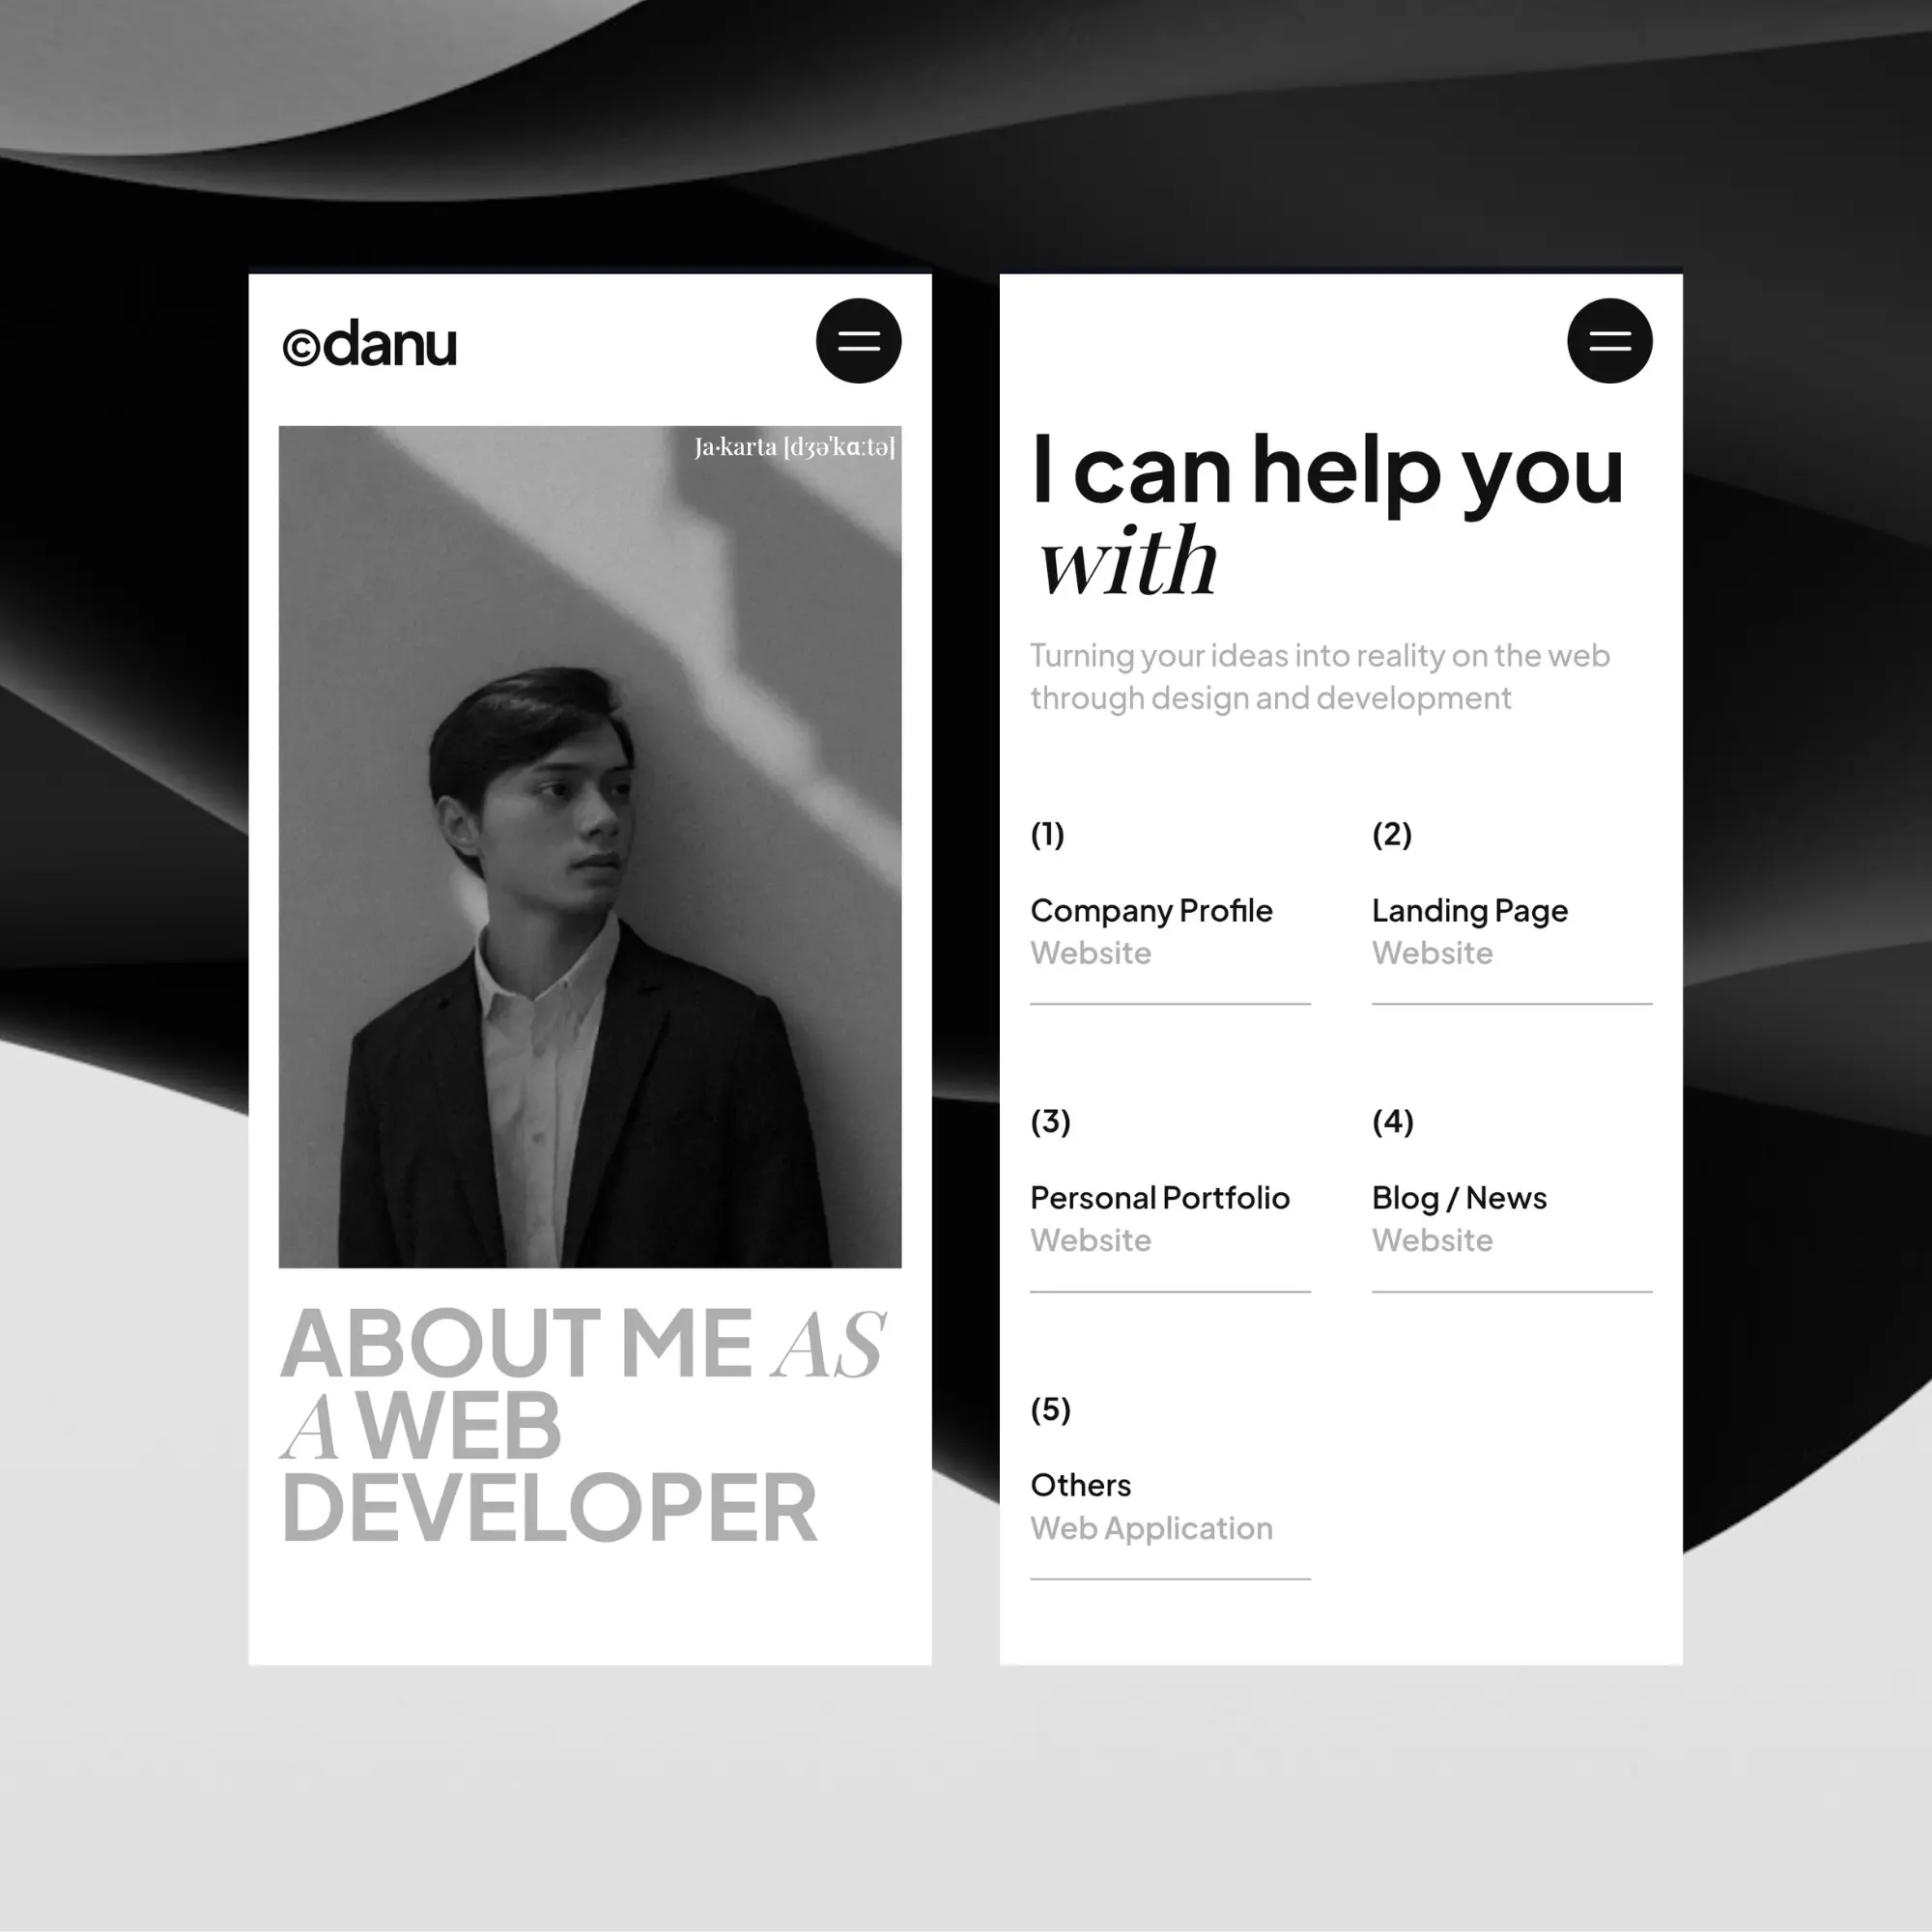 ©danu
Ja·karta [dʒəˈkɑːtə]
ABOUT ME AS
A WEB
DEVELOPER
I can help you
with
Turning your ideas into reality on the web
through design and development
(1)
Company Profile
Website
(2)
Landing Page
Website
(3)
Personal Portfolio
Website
(4)
Blog / News
Website
(5)
Others
Web Application